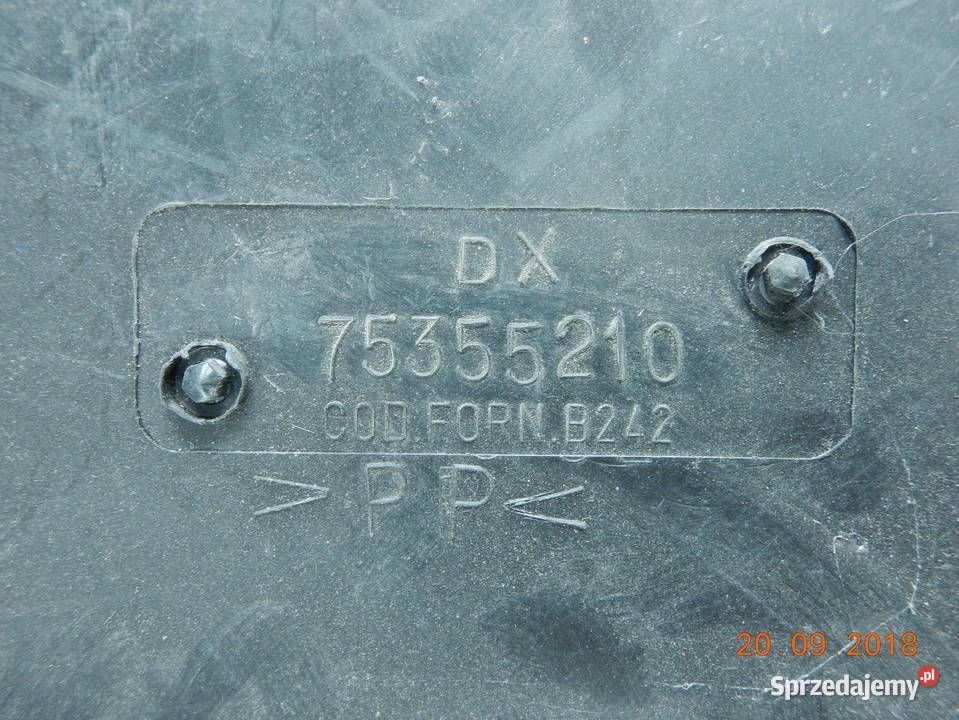 DX
75355210
COD.FORN.B242
>PP<
20.09.2018
Sprzedajemy.pl